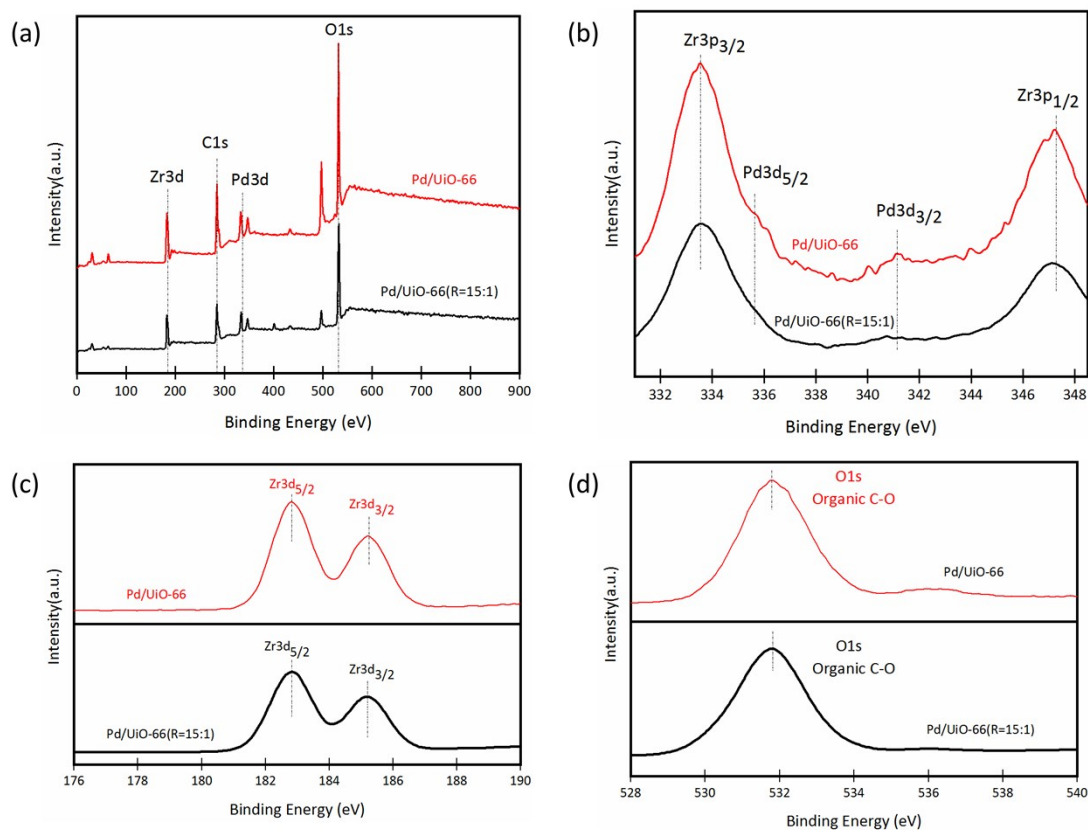 (a)
O1s
C1s
Zr3d
Pd3d
Pd/UiO-66
Pd/UiO-66(R=15:1)
Intensity(a.u.)
0 100 200 300 400 500 600 700 800 900
Binding Energy (eV)
(b)
Zr3p3/2
Zr3p1/2
Pd3d5/2
Pd3d3/2
Pd/UiO-66
Pd/UiO-66(R=15:1)
Intensity(a.u.)
332 334 336 338 340 342 344 346 348
Binding Energy (eV)
(c)
Zr3d5/2
Zr3d3/2
Pd/UiO-66
Zr3d5/2
Zr3d3/2
Pd/UiO-66(R=15:1)
Intensity(a.u.)
176 178 180 182 184 186 188 190
Binding Energy (eV)
(d)
O1s
Organic C-O
Pd/UiO-66
O1s
Organic C-O
Pd/UiO-66(R=15:1)
Intensity(a.u.)
528 530 532 534 536 538 540
Binding Energy (eV)